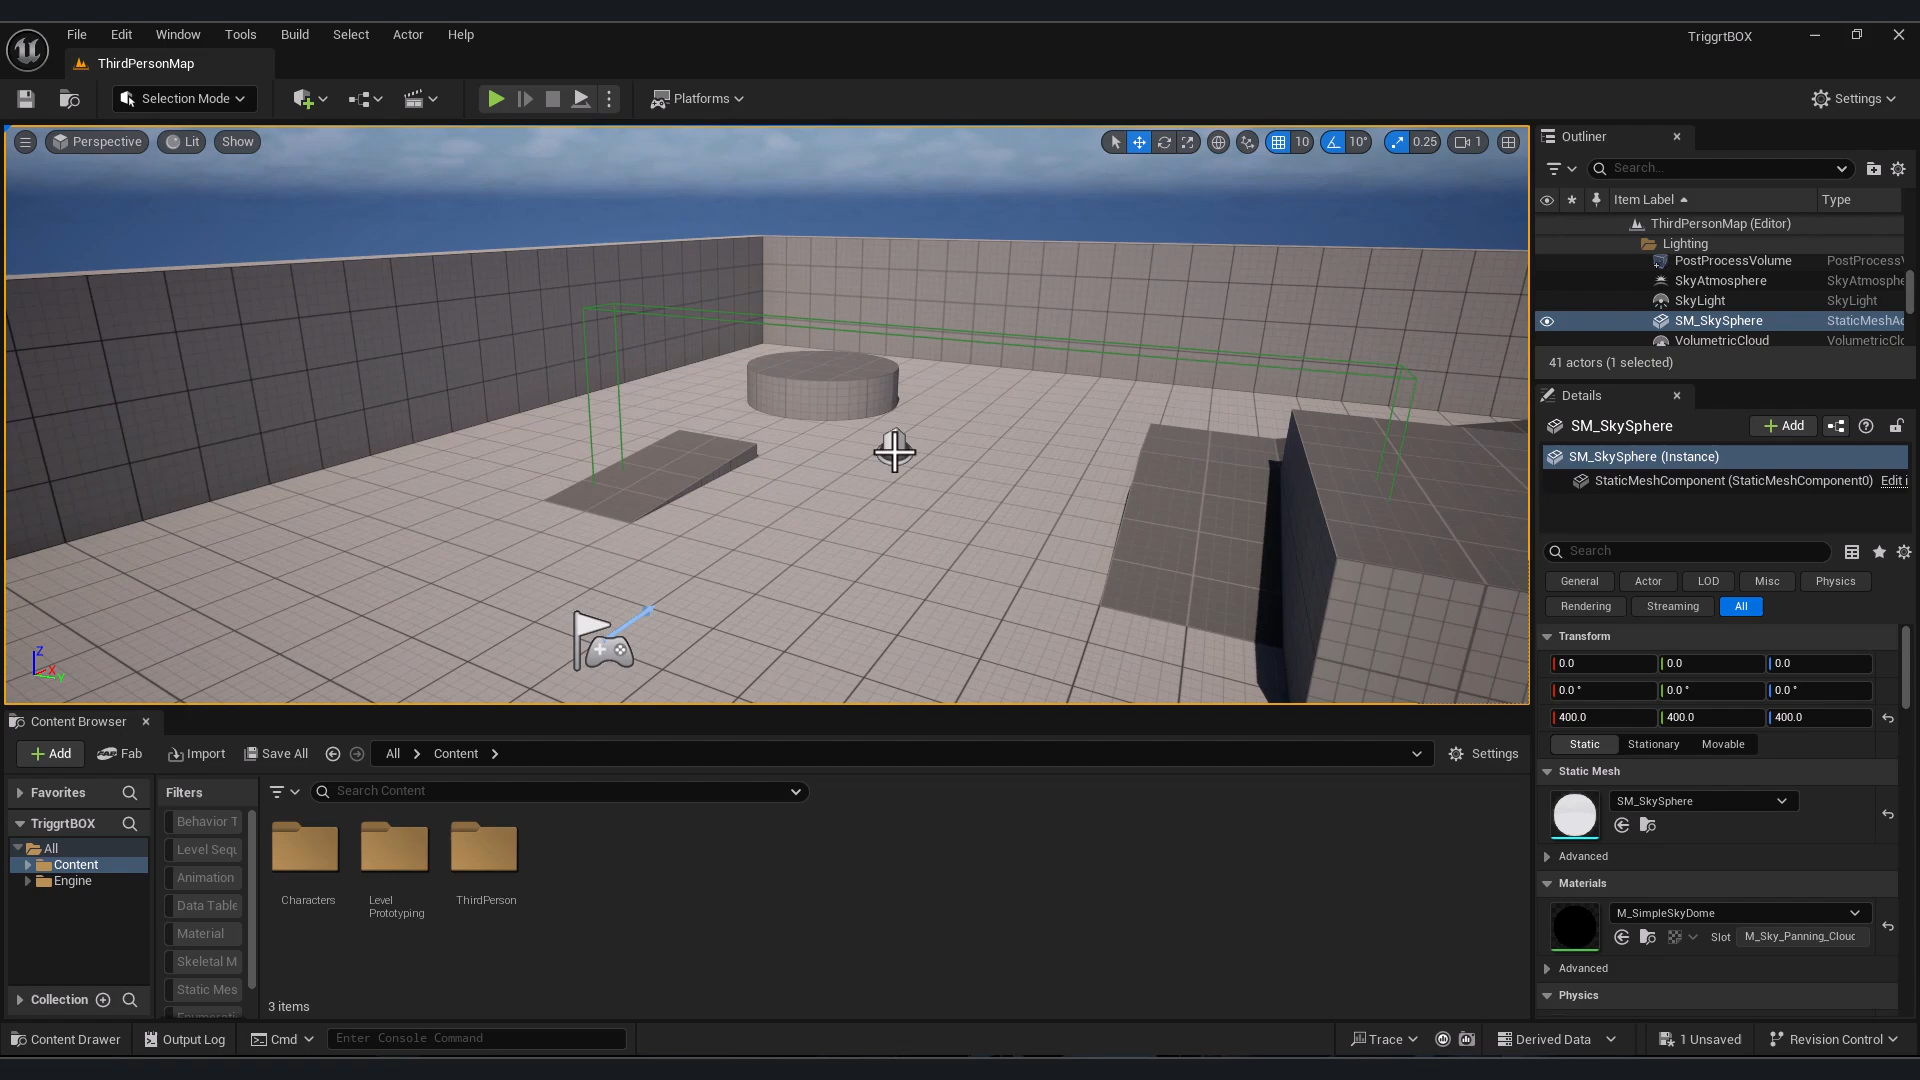 File Edit Window Tools Build Select Actor Help
TriggrtBOX
ThirdPersonMap
Selection Mode
Platforms
Settings
Perspective Lit Show
10 10° 0.25 1
Outliner
Search...
Item Label Type
ThirdPersonMap (Editor)
Lighting
PostProcessVolume PostProcessV
SkyAtmosphere SkyAtmosphe
SkyLight SkyLight
SM_SkySphere StaticMeshAc
VolumetricCloud VolumetricClo
41 actors (1 selected)
Details
SM_SkySphere Add
SM_SkySphere (Instance)
StaticMeshComponent (StaticMeshComponent0) Edit i
Search
General Actor LOD Misc Physics
Rendering Streaming All
Transform
0.0 0.0 0.0
0.0 ° 0.0 ° 0.0 °
400.0 400.0 400.0
Static Stationary Movable
Static Mesh
SM_SkySphere
Advanced
Materials
M_SimpleSkyDome
Slot M_Sky_Panning_Clouc
Advanced
Physics
Z
X
Y
Content Browser
Add Fab Import Save All All Content Settings
Favorites
TriggrtBOX
All
Content
Engine
Collection
Filters
Behavior T
Level Sequ
Animation
Data Table
Material
Skeletal M
Static Mes
Search Content
Characters
Level
Prototyping
ThirdPerson
3 items
Content Drawer Output Log Cmd Enter Console Command Trace Derived Data 1 Unsaved Revision Control